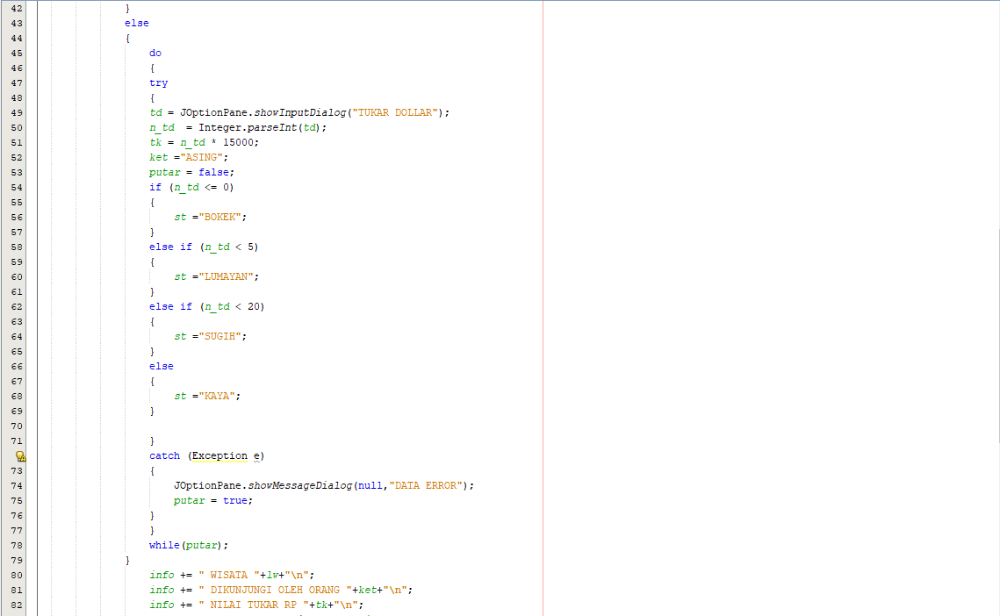 42 }
43 else
44 {
45 do
46 {
47 try
48 {
49 td = JOptionPane.showInputDialog("TUKAR DOLLAR");
50 n_td  = Integer.parseInt(td);
51 tk = n_td * 15000;
52 ket ="ASING";
53 putar = false;
54 if (n_td <= 0)
55 {
56 st ="BOKEK";
57 }
58 else if (n_td < 5)
59 {
60 st ="LUMAYAN";
61 }
62 else if (n_td < 20)
63 {
64 st ="SUGIH";
65 }
66 else
67 {
68 st ="KAYA";
69 }
70
71 }
catch (Exception e)
73 {
74 JOptionPane.showMessageDialog(null,"DATA ERROR");
75 putar = true;
76 }
77 }
78 while(putar);
79 }
80 info += " WISATA "+lw+"\n";
81 info += " DIKUNJUNGI OLEH ORANG "+ket+"\n";
82 info += " NILAI TUKAR RP "+tk+"\n";